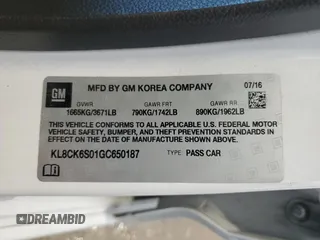 GM
MFD BY GM KOREA COMPANY 07/16
GVWR GAWR FRT GAWR RR
1665KG/3671LB 790KG/1742LB 890KG/1962LB
THIS VEHICLE CONFORMS TO ALL APPLICABLE U.S. FEDERAL MOTOR
VEHICLE SAFETY, BUMPER, AND THEFT PREVENTION STANDARDS
IN EFFECT ON THE DATE OF MANUFACTURE SHOWN ABOVE.
KL8CK6S01GC650187 TYPE: PASS CAR
DREAMBID